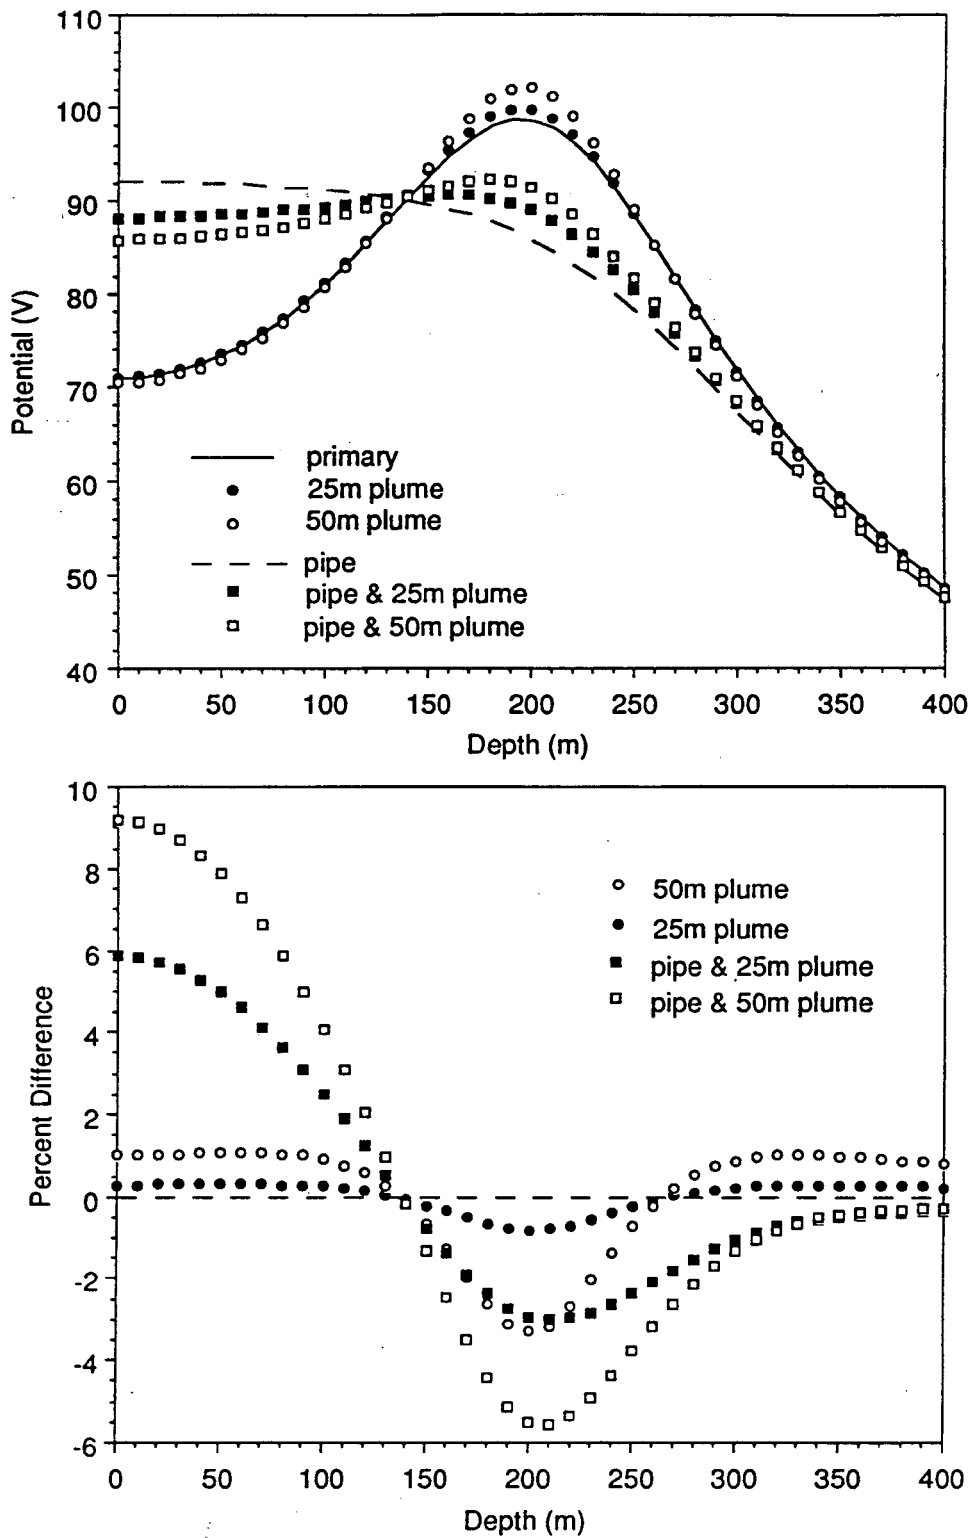 110
100
90
80
70
60
50
40
Potential (V)
primary
25m plume
50m plume
pipe
pipe & 25m plume
pipe & 50m plume
0 50 100 150 200 250 300 350 400
Depth (m)
10
8
6
4
2
0
-2
-4
-6
Percent Difference
50m plume
25m plume
pipe & 25m plume
pipe & 50m plume
0 50 100 150 200 250 300 350 400
Depth (m)